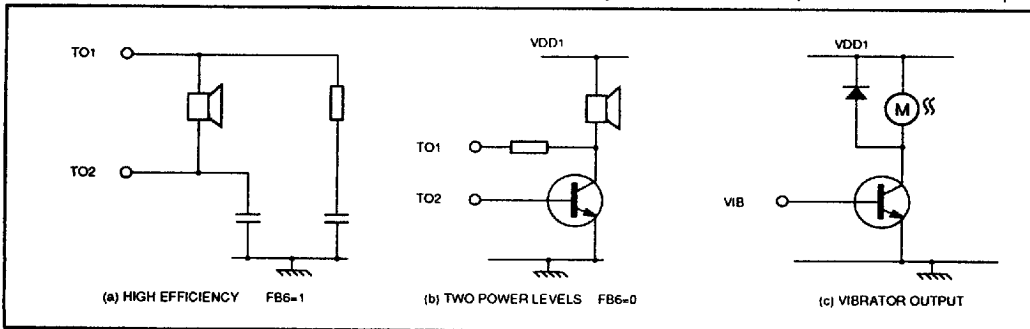 TO1
TO2
(a) HIGH EFFICIENCY FB6=1
VDD1
TO1
TO2
(b) TWO POWER LEVELS FB6=0
VDD1
M
VIB
(c) VIBRATOR OUTPUT